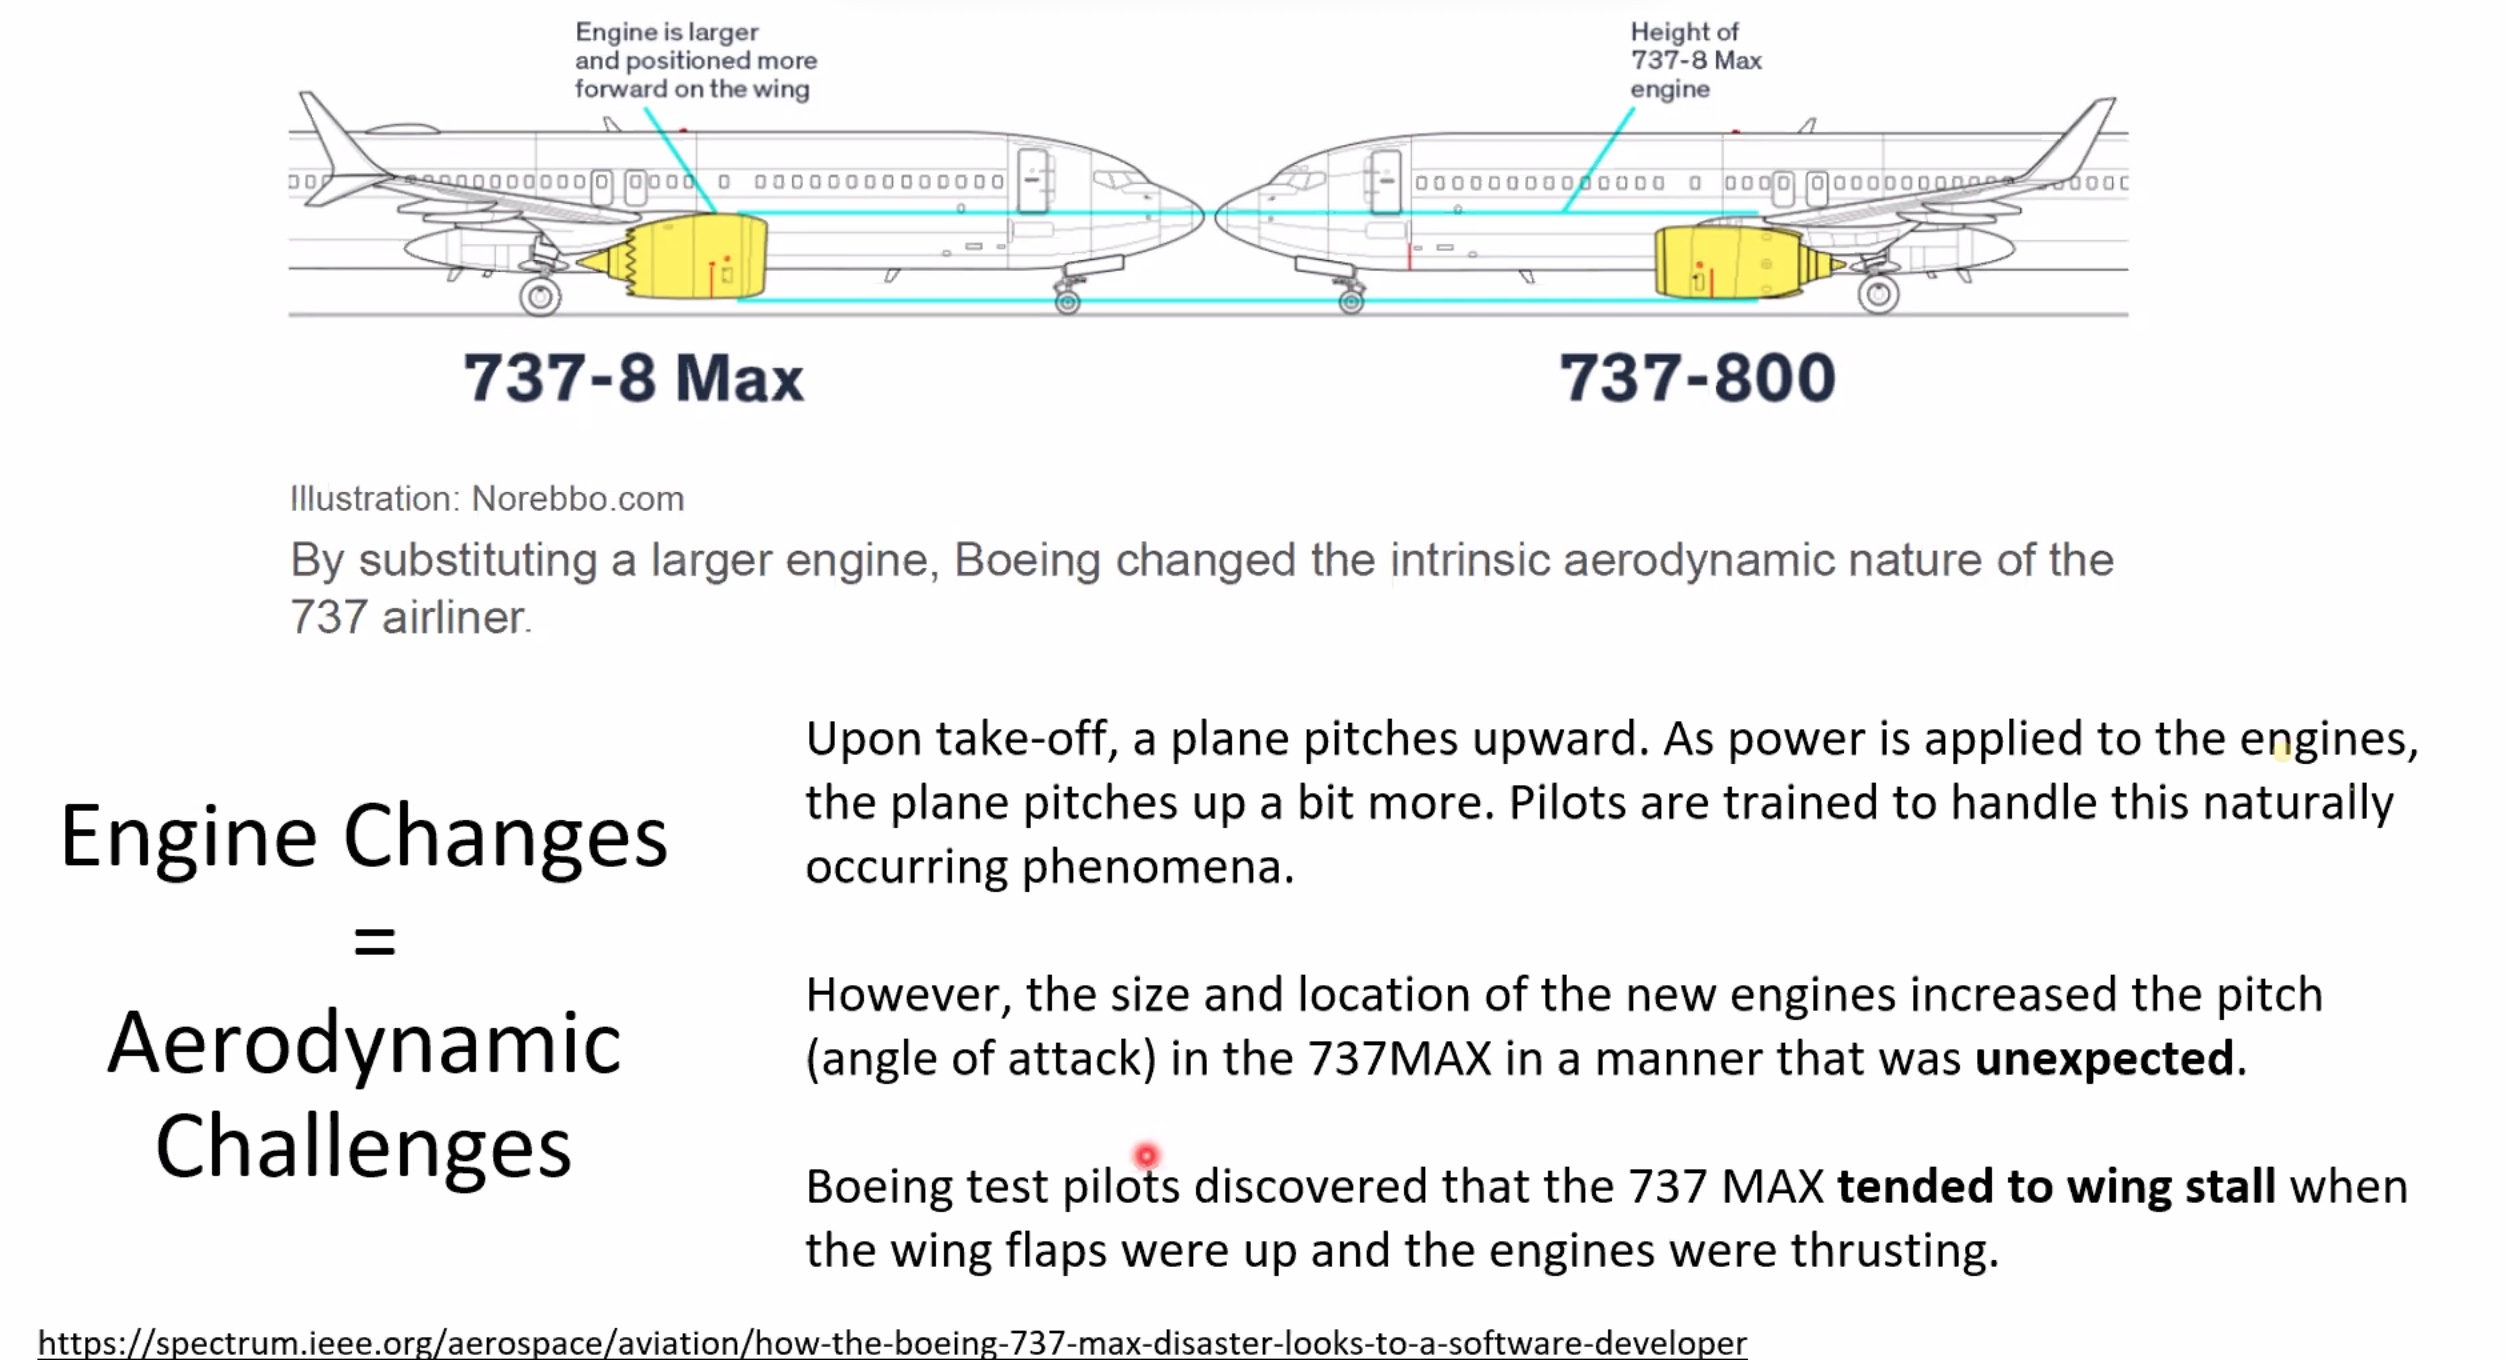 Engine is larger
and positioned more
forward on the wing
Height of
737-8 Max
engine
737-8 Max
737-800
Illustration: Norebbo.com
By substituting a larger engine, Boeing changed the intrinsic aerodynamic nature of the
737 airliner.
Engine Changes
=
Aerodynamic
Challenges
Upon take-off, a plane pitches upward. As power is applied to the engines,
the plane pitches up a bit more. Pilots are trained to handle this naturally
occurring phenomena.
However, the size and location of the new engines increased the pitch
(angle of attack) in the 737MAX in a manner that was unexpected.
Boeing test pilots discovered that the 737 MAX tended to wing stall when
the wing flaps were up and the engines were thrusting.
https://spectrum.ieee.org/aerospace/aviation/how-the-boeing-737-max-disaster-looks-to-a-software-developer